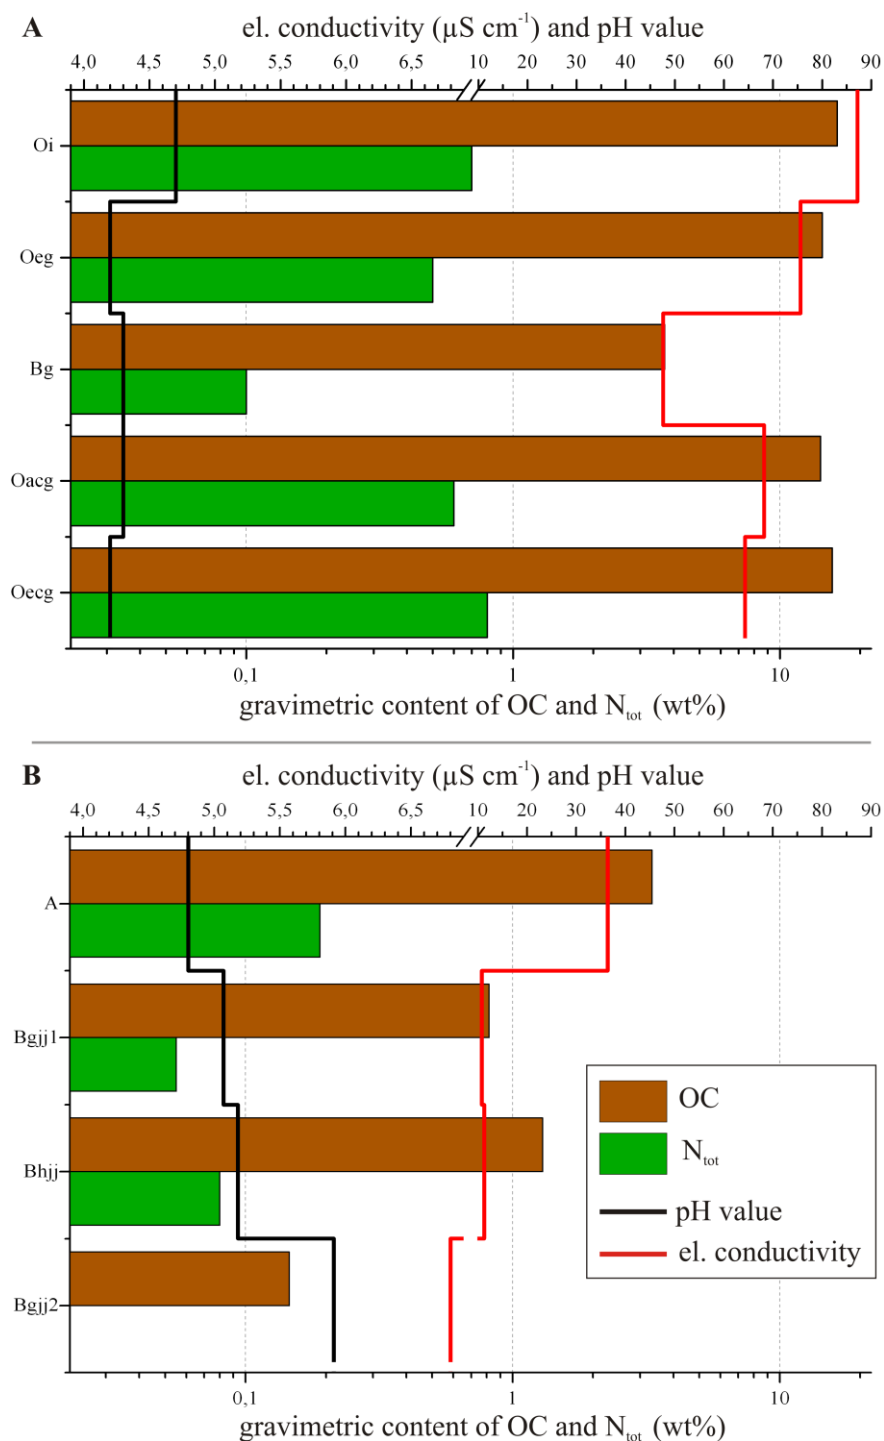 A el. conductivity (µS cm⁻¹) and pH value
4,0 4,5 5,0 5,5 6,0 6,5 10 20 30 40 50 60 70 80 90
Oi
Oeg
Bg
Oacg
Oecg
0,1 1 10
gravimetric content of OC and Nₜₒₜ (wt%)
B el. conductivity (µS cm⁻¹) and pH value
4,0 4,5 5,0 5,5 6,0 6,5 10 20 30 40 50 60 70 80 90
A
Bgjj1
Bhjj
Bgjj2
OC
Nₜₒₜ
pH value
el. conductivity
0,1 1 10
gravimetric content of OC and Nₜₒₜ (wt%)